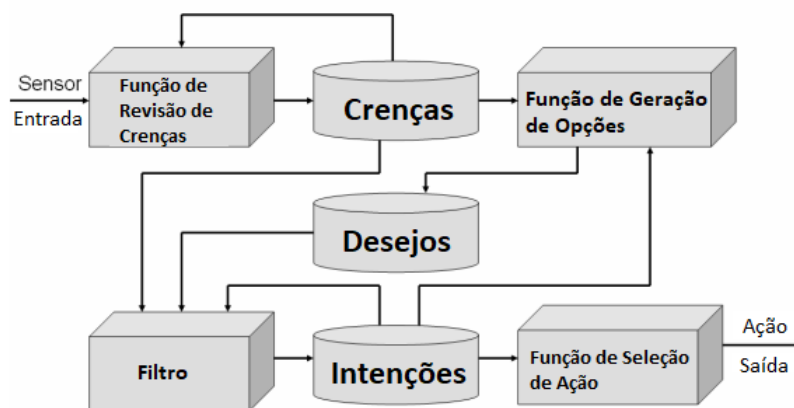 Sensor
Entrada
Função de
Revisão de
Crenças
Crenças
Função de Geração
de Opções
Desejos
Filtro
Intenções
Função de Seleção
de Ação
Ação
Saída